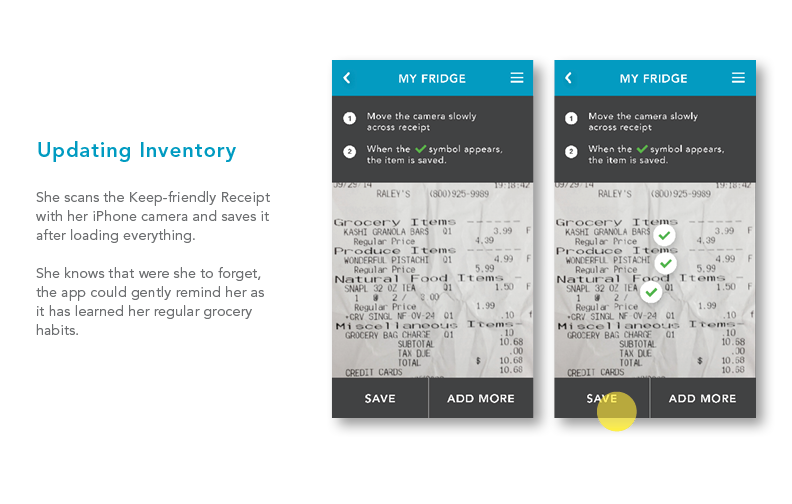 Updating Inventory
She scans the Keep-friendly Receipt
with her iPhone camera and saves it
after loading everything.
She knows that were she to forget,
the app could gently remind her as
it has learned her regular grocery
habits.
MY FRIDGE
1 Move the camera slowly
across receipt
2 When the ✓ symbol appears,
the item is saved.
09/29/14 19:18:42
RALEY'S (800)925-9989
Grocery Items
KASHI GRANOLA BARS Q1 3.99 F
Regular Price 4.39
Produce Items
WONDERFUL PISTACHI Q1 4.99 F
Regular Price 5.99
Natural Food Items
SNAPL 32 OZ TEA Q1 1.50 F
1 @ 2/ 3.00
Regular Price 1.99
+CRV SINGL NF OV-24 Q1 .10 f
Miscellaneous Items
GROCERY BAG CHARGE Q1 .10
SUBTOTAL 10.68
TAX DUE .00
TOTAL $ 10.68
CREDIT CARDS 10.68
SAVE ADD MORE
MY FRIDGE
1 Move the camera slowly
across receipt
2 When the ✓ symbol appears,
the item is saved.
09/29/14 19:18:42
RALEY'S (800)925-9989
Grocery Items
KASHI GRANOLA BARS 3.99 F
Regular Price 4.39
Produce Items
WONDERFUL PISTACHI 4.99 F
Regular Price 5.99
Natural Food Items
SNAPL 32 OZ TEA 1.50 F
1 @ 2/ 3.00
Regular Price 1.99
+CRV SINGL NF OV-24 Q1 .10 f
Miscellaneous Items
GROCERY BAG CHARGE Q1 .10
SUBTOTAL 10.68
TAX DUE .00
TOTAL $ 10.68
CREDIT CARDS 10.68
SAVE ADD MORE